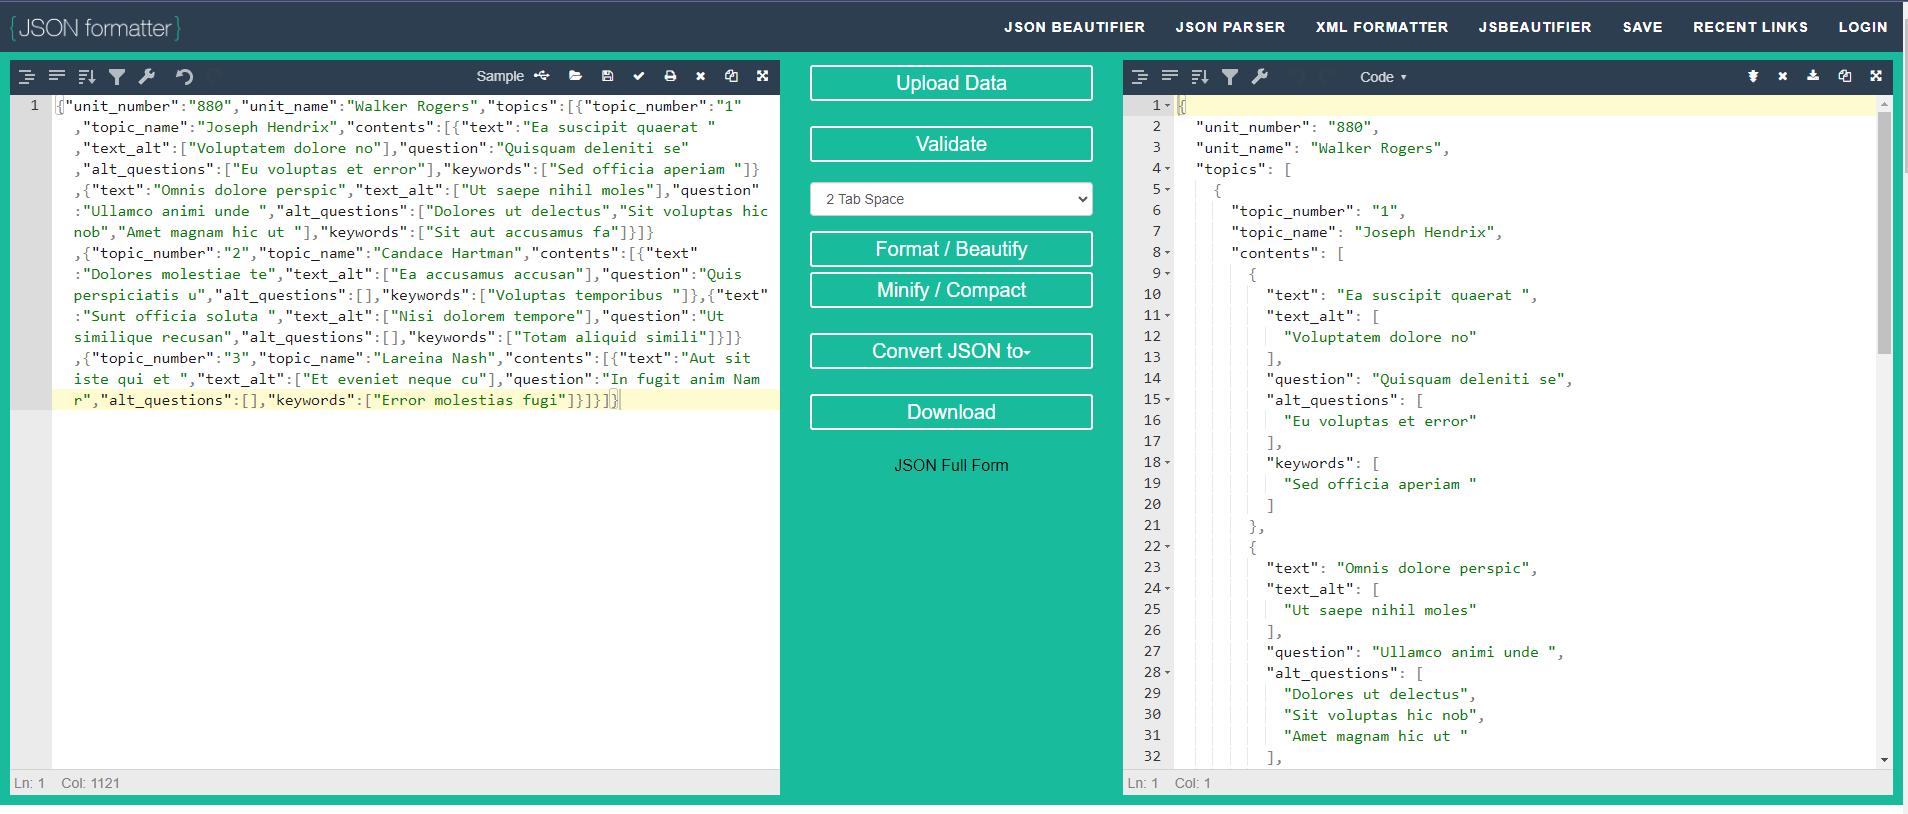 {JSON formatter}
JSON BEAUTIFIER JSON PARSER XML FORMATTER JSBEAUTIFIER SAVE RECENT LINKS LOGIN
Sample
1 {"unit_number":"880","unit_name":"Walker Rogers","topics":[{"topic_number":"1"
,"topic_name":"Joseph Hendrix","contents":[{"text":"Ea suscipit quaerat "
,"text_alt":["Voluptatem dolore no"],"question":"Quisquam deleniti se"
,"alt_questions":["Eu voluptas et error"],"keywords":["Sed officia aperiam "]}
,{"text":"Omnis dolore perspic","text_alt":["Ut saepe nihil moles"],"question"
:"Ullamco animi unde ","alt_questions":["Dolores ut delectus","Sit voluptas hic
nob","Amet magnam hic ut "],"keywords":["Sit aut accusamus fa"]}]}
,{"topic_number":"2","topic_name":"Candace Hartman","contents":[{"text"
:"Dolores molestiae te","text_alt":["Ea accusamus accusan"],"question":"Quis
perspiciatis u","alt_questions":[],"keywords":["Voluptas temporibus "]},{"text"
:"Sunt officia soluta ","text_alt":["Nisi dolorem tempore"],"question":"Ut
similique recusan","alt_questions":[],"keywords":["Totam aliquid simili"]}]}
,{"topic_number":"3","topic_name":"Lareina Nash","contents":[{"text":"Aut sit
iste qui et ","text_alt":["Et eveniet neque cu"],"question":"In fugit anim Nam
r","alt_questions":[],"keywords":["Error molestias fugi"]}]}]}
Ln: 1 Col: 1121
Upload Data
Validate
2 Tab Space
Format / Beautify
Minify / Compact
Convert JSON to
Download
JSON Full Form
Code
1 {
2 "unit_number": "880",
3 "unit_name": "Walker Rogers",
4 "topics": [
5 {
6 "topic_number": "1",
7 "topic_name": "Joseph Hendrix",
8 "contents": [
9 {
10 "text": "Ea suscipit quaerat ",
11 "text_alt": [
12 "Voluptatem dolore no"
13 ],
14 "question": "Quisquam deleniti se",
15 "alt_questions": [
16 "Eu voluptas et error"
17 ],
18 "keywords": [
19 "Sed officia aperiam "
20 ]
21 },
22 {
23 "text": "Omnis dolore perspic",
24 "text_alt": [
25 "Ut saepe nihil moles"
26 ],
27 "question": "Ullamco animi unde ",
28 "alt_questions": [
29 "Dolores ut delectus",
30 "Sit voluptas hic nob",
31 "Amet magnam hic ut "
32 ],
Ln: 1 Col: 1